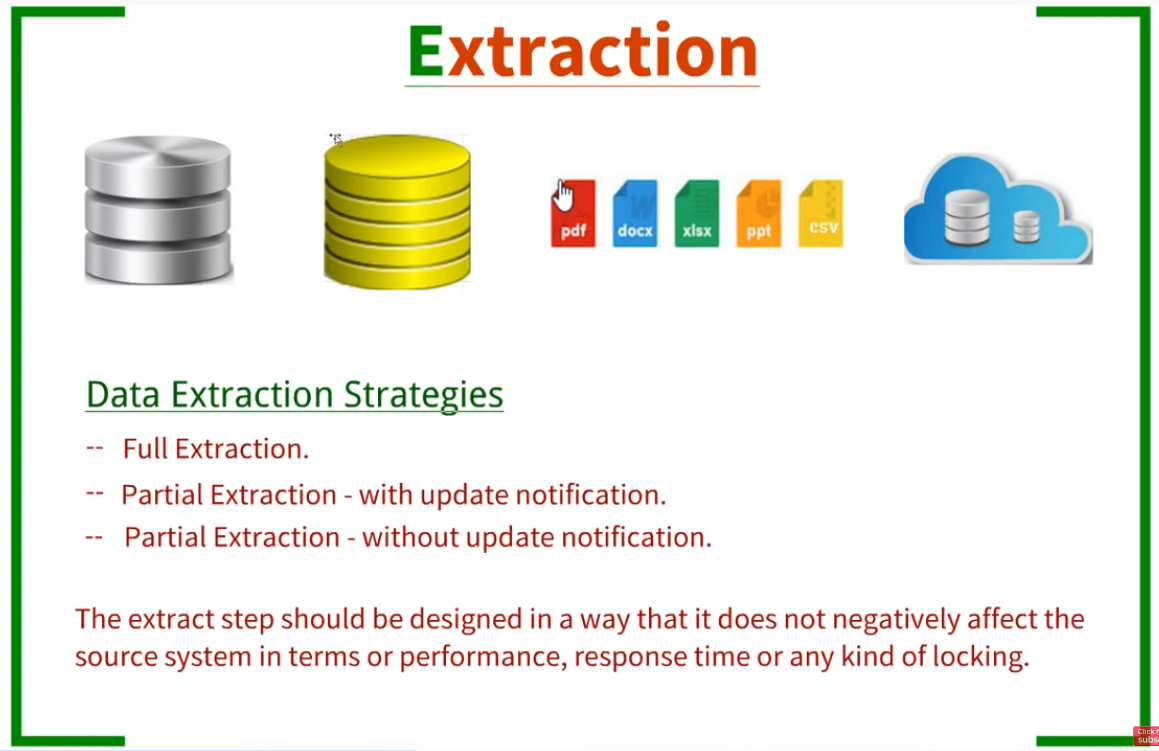 Extraction
pdf
docx
xlsx
ppt
CSV
Data Extraction Strategies
-- Full Extraction.
-- Partial Extraction - with update notification.
-- Partial Extraction - without update notification.
The extract step should be designed in a way that it does not negatively affect the
source system in terms or performance, response time or any kind of locking.
Click
subs